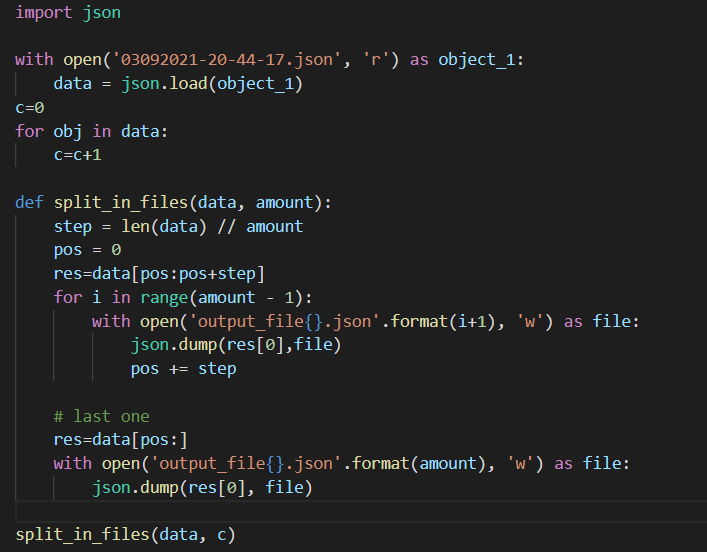 import json
with open('03092021-20-44-17.json', 'r') as object_1:
    data = json.load(object_1)
c=0
for obj in data:
    c=c+1
def split_in_files(data, amount):
    step = len(data) // amount
    pos = 0
    res=data[pos:pos+step]
    for i in range(amount - 1):
        with open('output_file{}.json'.format(i+1), 'w') as file:
            json.dump(res[0],file)
            pos += step
    # last one
    res=data[pos:]
    with open('output_file{}.json'.format(amount), 'w') as file:
        json.dump(res[0], file)
split_in_files(data, c)